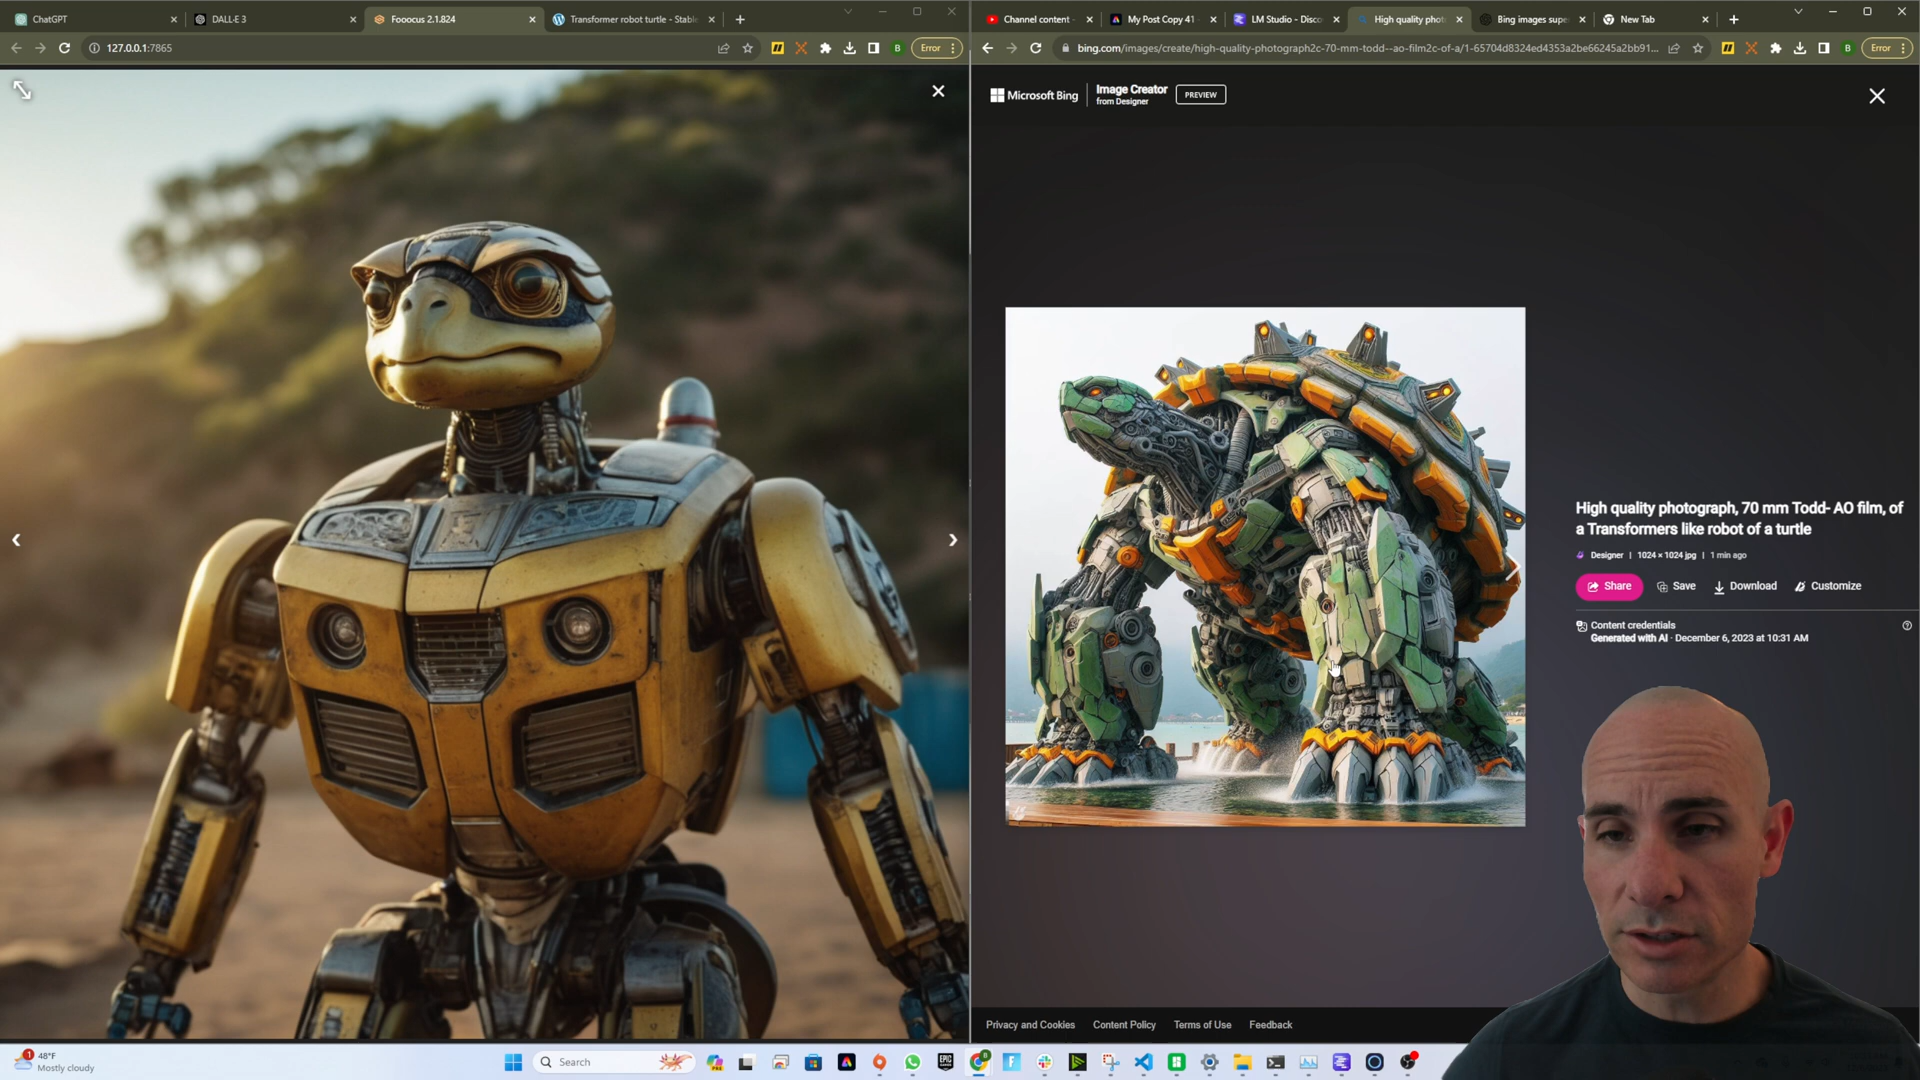 ChatGPT
DALL·E 3
Fooocus 2.1.824
Transformer robot turtle - Stabl
127.0.0.1:7865
B
Error
Channel content -
My Post Copy 41 -
LM Studio - Disco
High quality phot
Bing images supe
New Tab
bing.com/images/create/high-quality-photograph2c-70-mm-todd--ao-film2c-of-a/1-65704d8324ed4353a2be66245a2bb91...
B
Error
Microsoft Bing
Image Creator
from Designer
PREVIEW
High quality photograph, 70 mm Todd- AO film, of
a Transformers like robot of a turtle
Designer | 1024 × 1024 jpg | 1 min ago
Share
Save
Download
Customize
Content credentials
Generated with AI · December 6, 2023 at 10:31 AM
Privacy and Cookies
Content Policy
Terms of Use
Feedback
1
48°F
Mostly cloudy
Search